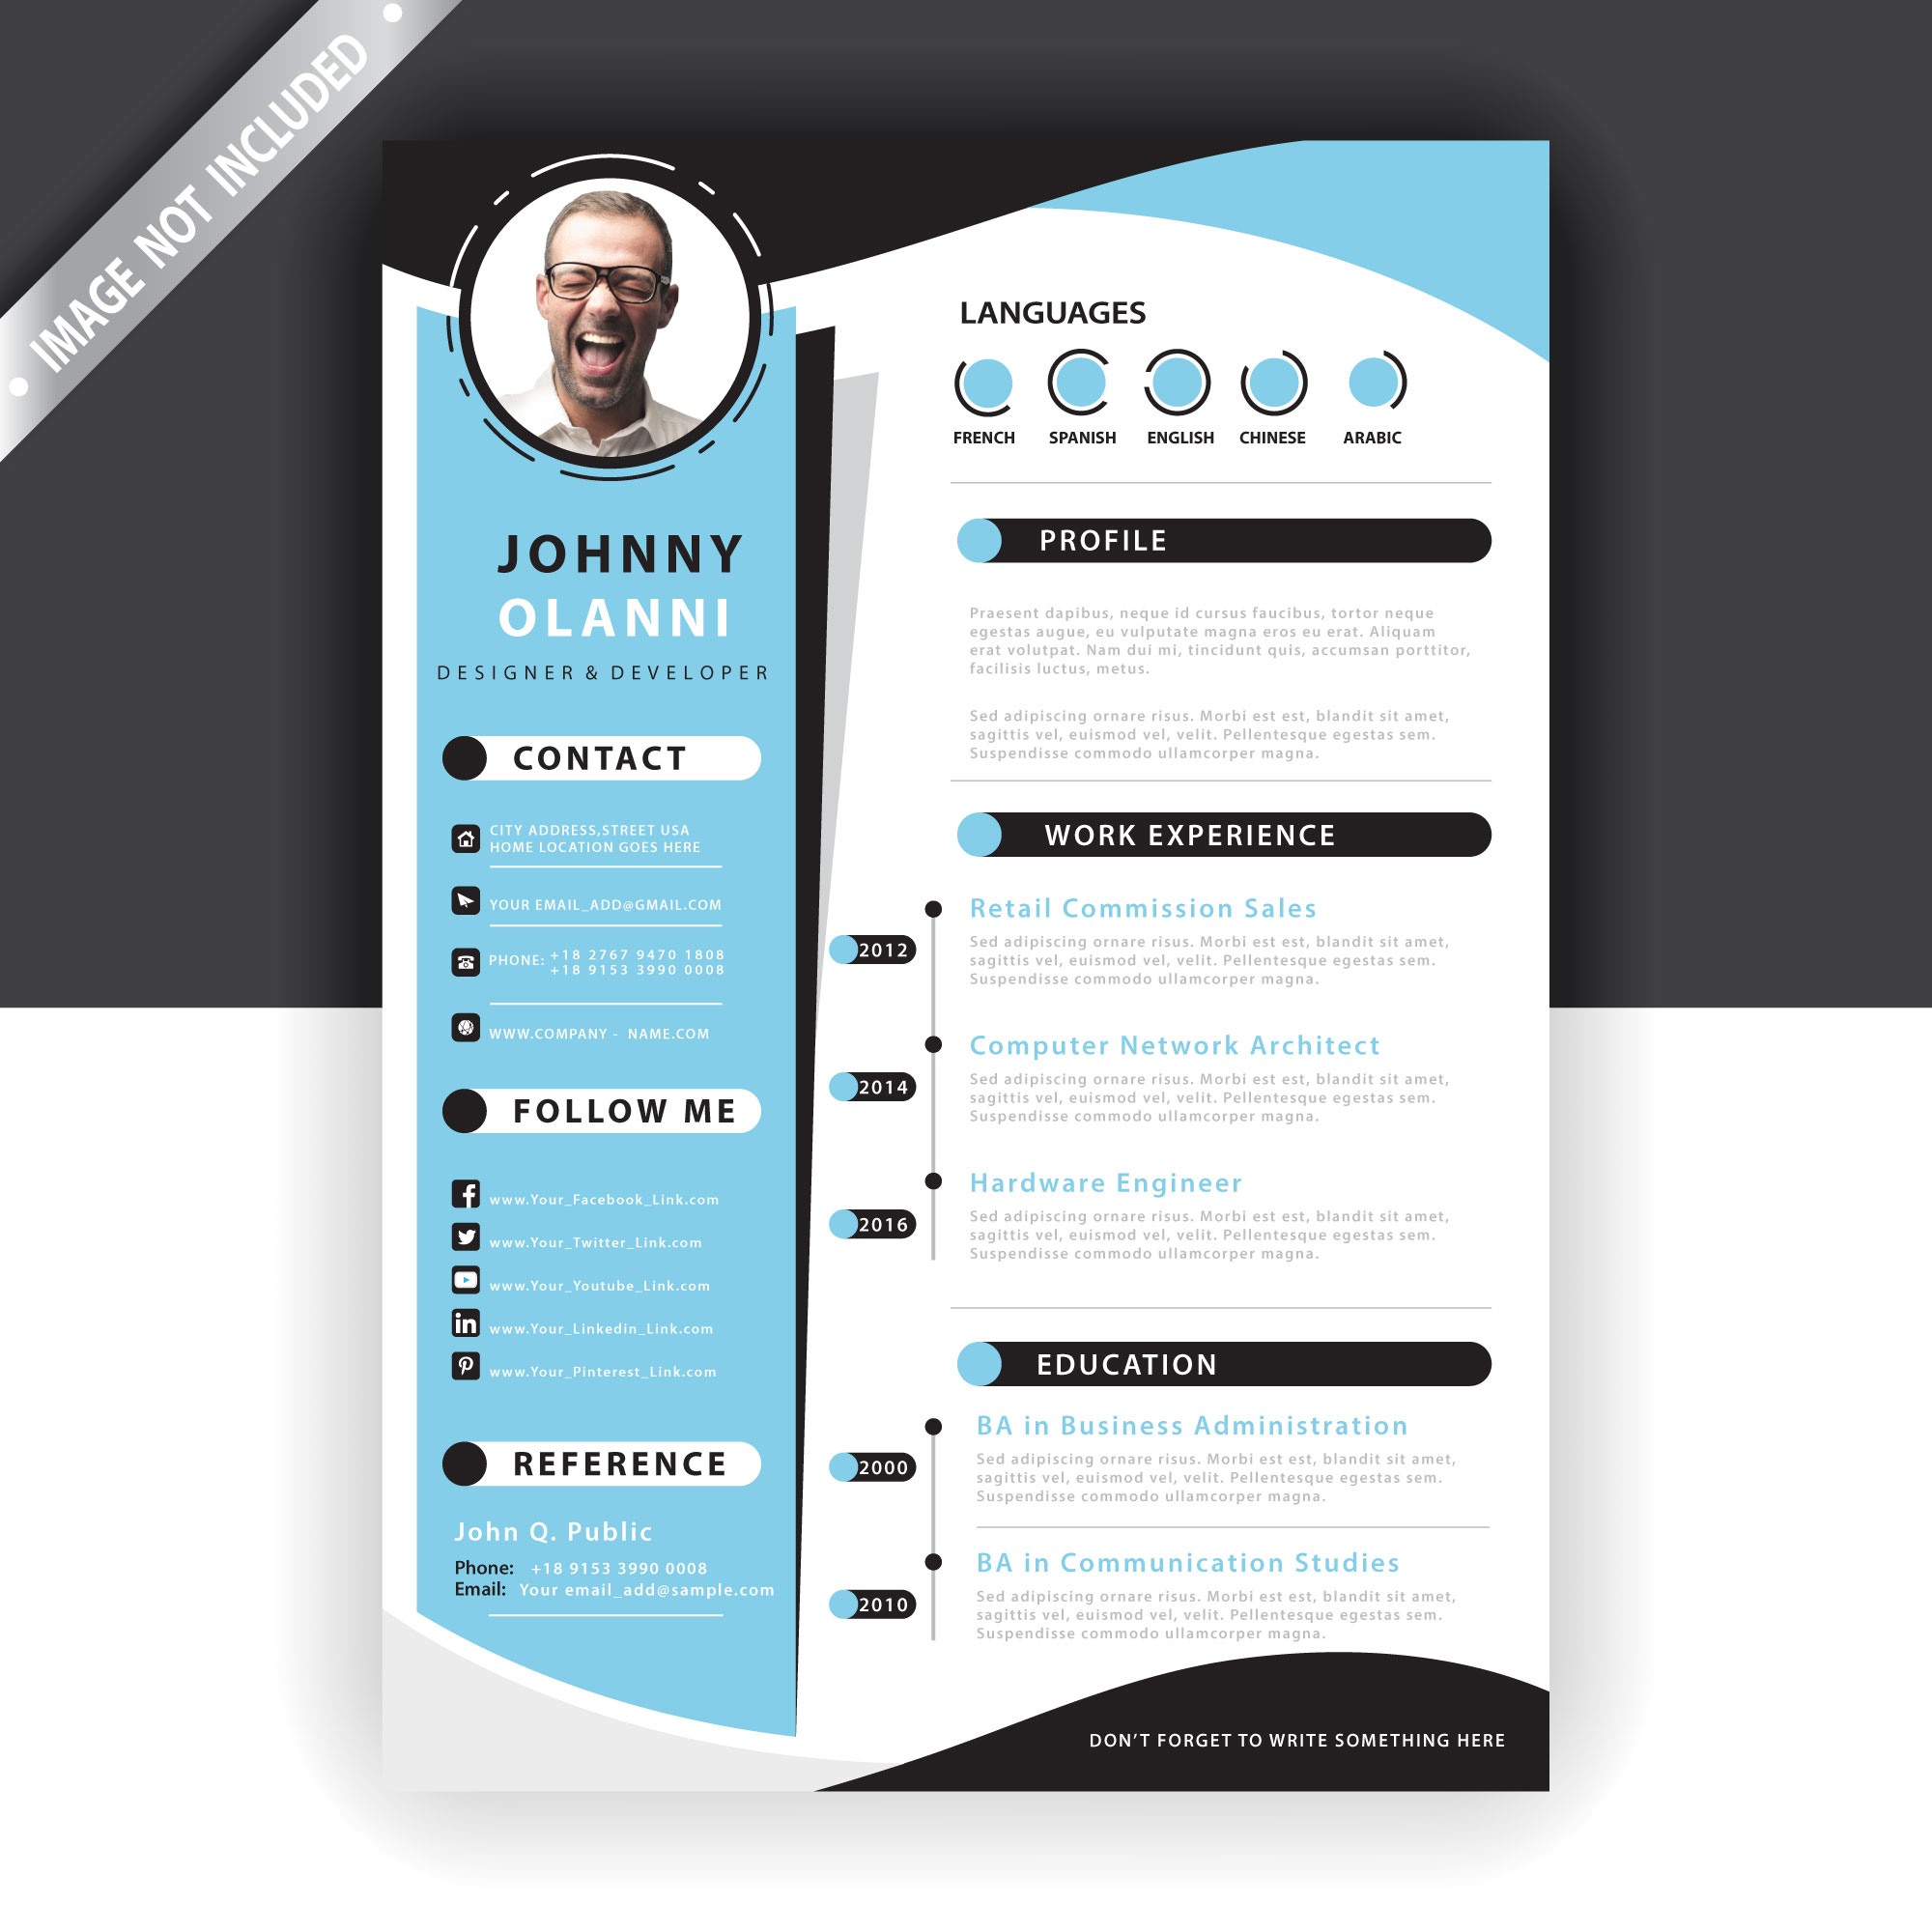 IMAGE NOT INCLUDED
JOHNNY
OLANNI
DESIGNER & DEVELOPER
CONTACT
CITY ADDRESS,STREET USA
HOME LOCATION GOES HERE
YOUR EMAIL_ADD@GMAIL.COM
PHONE: +18 2767 9470 1808
+18 9153 3990 0008
WWW.COMPANY - NAME.COM
FOLLOW ME
www.Your_Facebook_Link.com
www.Your_Twitter_Link.com
www.Your_Youtube_Link.com
www.Your_Linkedin_Link.com
www.Your_Pinterest_Link.com
REFERENCE
John Q. Public
Phone: +18 9153 3990 0008
Email: Your email_add@sample.com
LANGUAGES
FRENCH SPANISH ENGLISH CHINESE ARABIC
PROFILE
Praesent dapibus, neque id cursus faucibus, tortor neque
egestas augue, eu vulputate magna eros eu erat. Aliquam
erat volutpat. Nam dui mi, tincidunt quis, accumsan porttitor,
facilisis luctus, metus.
Sed adipiscing ornare risus. Morbi est est, blandit sit amet,
sagittis vel, euismod vel, velit. Pellentesque egestas sem.
Suspendisse commodo ullamcorper magna.
WORK EXPERIENCE
Retail Commission Sales
2012
Sed adipiscing ornare risus. Morbi est est, blandit sit amet,
sagittis vel, euismod vel, velit. Pellentesque egestas sem.
Suspendisse commodo ullamcorper magna.
Computer Network Architect
2014
Sed adipiscing ornare risus. Morbi est est, blandit sit amet,
sagittis vel, euismod vel, velit. Pellentesque egestas sem.
Suspendisse commodo ullamcorper magna.
Hardware Engineer
2016
Sed adipiscing ornare risus. Morbi est est, blandit sit amet,
sagittis vel, euismod vel, velit. Pellentesque egestas sem.
Suspendisse commodo ullamcorper magna.
EDUCATION
BA in Business Administration
2000
Sed adipiscing ornare risus. Morbi est est, blandit sit amet,
sagittis vel, euismod vel, velit. Pellentesque egestas sem.
Suspendisse commodo ullamcorper magna.
BA in Communication Studies
2010
Sed adipiscing ornare risus. Morbi est est, blandit sit amet,
sagittis vel, euismod vel, velit. Pellentesque egestas sem.
Suspendisse commodo ullamcorper magna.
DON'T FORGET TO WRITE SOMETHING HERE